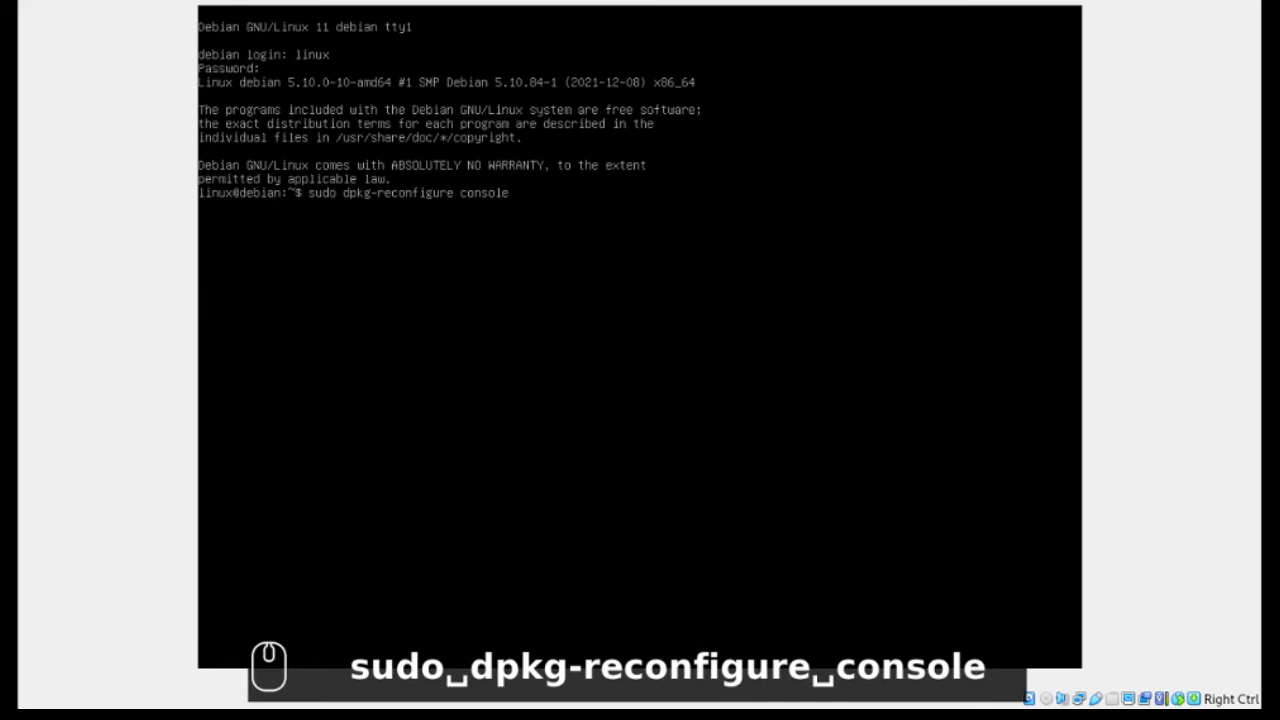 Debian GNU/Linux 11 debian tty1
debian login: linux
Password:
Linux debian 5.10.0-10-amd64 #1 SMP Debian 5.10.84-1 (2021-12-08) x86_64
The programs included with the Debian GNU/Linux system are free software;
the exact distribution terms for each program are described in the
individual files in /usr/share/doc/*/copyright.
Debian GNU/Linux comes with ABSOLUTELY NO WARRANTY, to the extent
permitted by applicable law.
linux@debian:~$ sudo dpkg-reconfigure console
sudo␣dpkg-reconfigure␣console
Right Ctrl